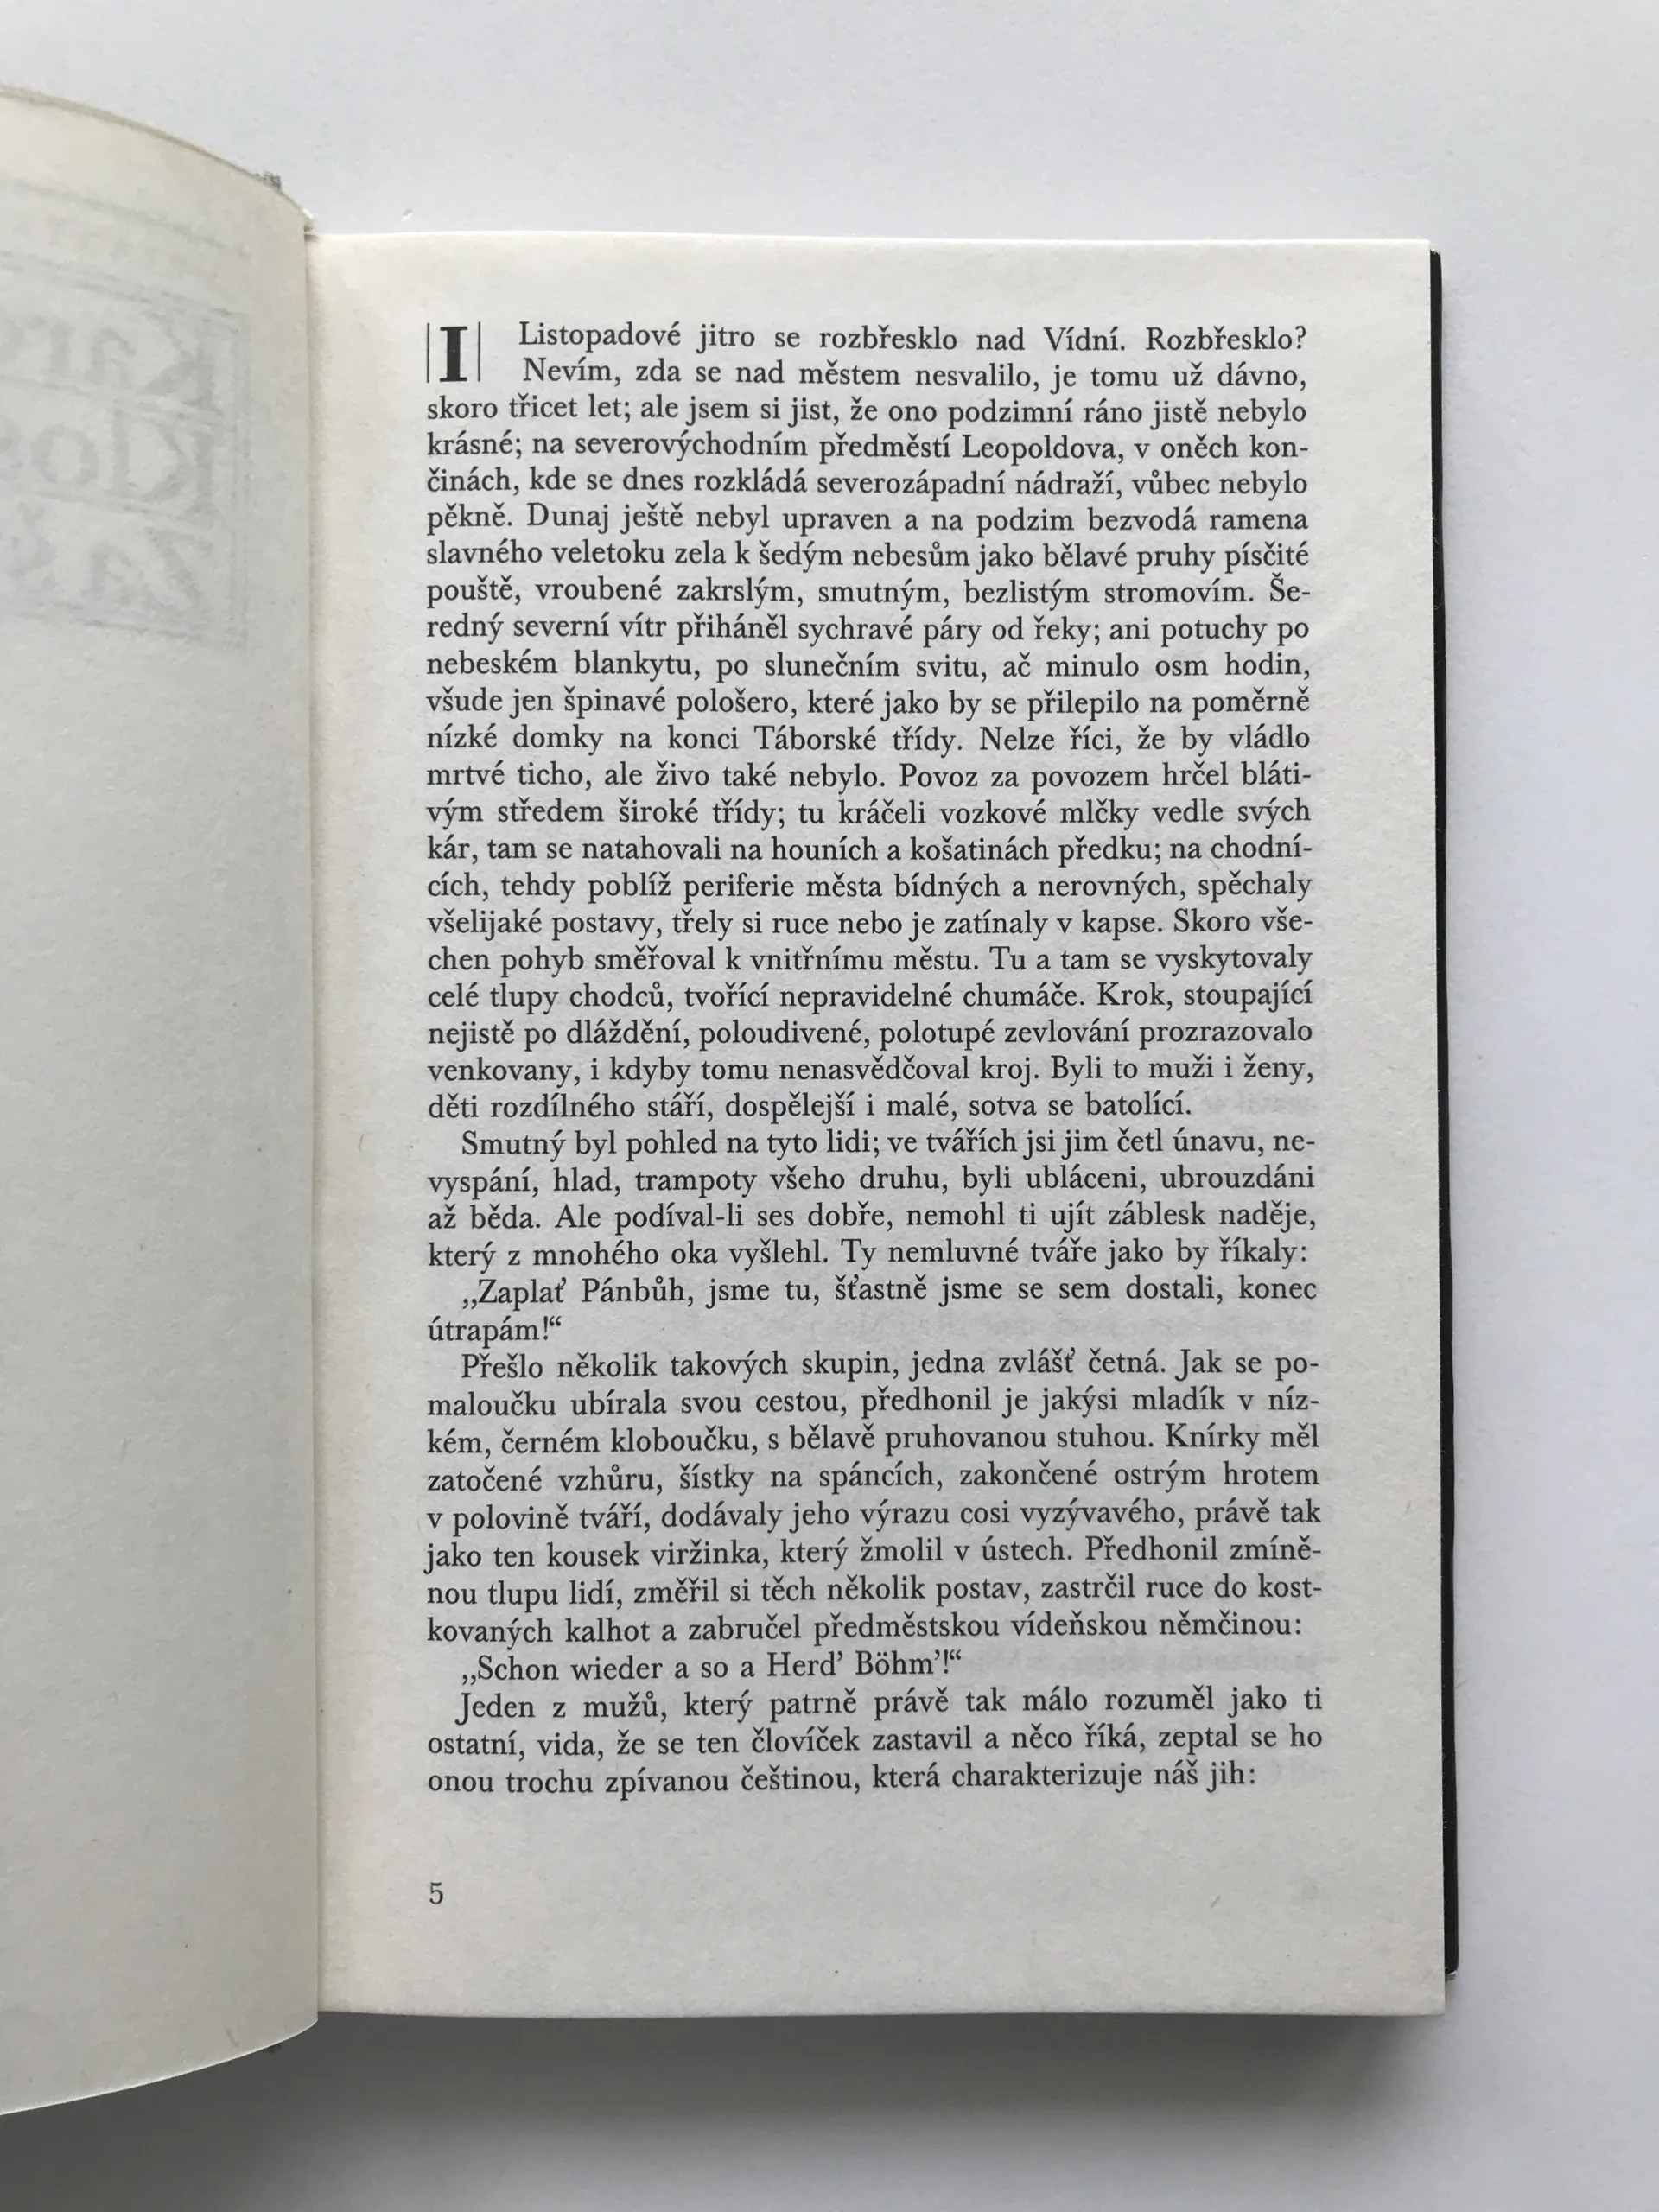 I Listopadové jitro se rozbřesklo nad Vídní. Rozbřesklo?
Nevím, zda se nad městem nesvalilo, je tomu už dávno,
skoro třicet let; ale jsem si jist, že ono podzimní ráno jistě nebylo
krásné; na severovýchodním předměstí Leopoldova, v oněch kon-
činách, kde se dnes rozkládá severozápadní nádraží, vůbec nebylo
pěkně. Dunaj ještě nebyl upraven a na podzim bezvodá ramena
slavného veletoku zela k šedým nebesům jako bělavé pruhy písčité
pouště, vroubené zakrslým, smutným, bezlistým stromovím. Še-
redný severní vítr přiháněl sychravé páry od řeky; ani potuchy po
nebeském blankytu, po slunečním svitu, ač minulo osm hodin,
všude jen špinavé pološero, které jako by se přilepilo na poměrně
nízké domky na konci Táborské třídy. Nelze říci, že by vládlo
mrtvé ticho, ale živo také nebylo. Povoz za povozem hrčel bláti-
vým středem široké třídy; tu kráčeli vozkové mlčky vedle svých
kár, tam se natahovali na houních a košatinách předku; na chodní-
cích, tehdy poblíž periferie města bídných a nerovných, spěchaly
všelijaké postavy, třely si ruce nebo je zatínaly v kapse. Skoro vše-
chen pohyb směřoval k vnitřnímu městu. Tu a tam se vyskytovaly
celé tlupy chodců, tvořící nepravidelné chumáče. Krok, stoupající
nejistě po dláždění, poloudivené, polotupé zevlování prozrazovalo
venkovany, i kdyby tomu nenasvědčoval kroj. Byli to muži i ženy,
děti rozdílného stáří, dospělejší i malé, sotva se batolící.
Smutný byl pohled na tyto lidi; ve tvářích jsi jim četl únavu, ne-
vyspání, hlad, trampoty všeho druhu, byli ubláceni, ubrouzdáni
až běda. Ale podíval-li ses dobře, nemohl ti ujít záblesk naděje,
který z mnohého oka vyšlehl. Ty nemluvné tváře jako by říkaly:
„Zaplať Pánbůh, jsme tu, šťastně jsme se sem dostali, konec
útrapám!“
Přešlo několik takových skupin, jedna zvlášť četná. Jak se po-
maloučku ubírala svou cestou, předhonil je jakýsi mladík v níz-
kém, černém kloboučku, s bělavě pruhovanou stuhou. Knírky měl
zatočené vzhůru, šístky na spáncích, zakončené ostrým hrotem
v polovině tváří, dodávaly jeho výrazu cosi vyzývavého, právě tak
jako ten kousek viržinka, který žmolil v ústech. Předhonil zmíně-
nou tlupu lidí, změřil si těch několik postav, zastrčil ruce do kost-
kovaných kalhot a zabručel předměstskou vídeňskou němčinou:
„Schon wieder a so a Herd’ Böhm’!“
Jeden z mužů, který patrně právě tak málo rozuměl jako ti
ostatní, vida, že se ten človíček zastavil a něco říká, zeptal se ho
onou trochu zpívanou češtinou, která charakterizuje náš jih:
5